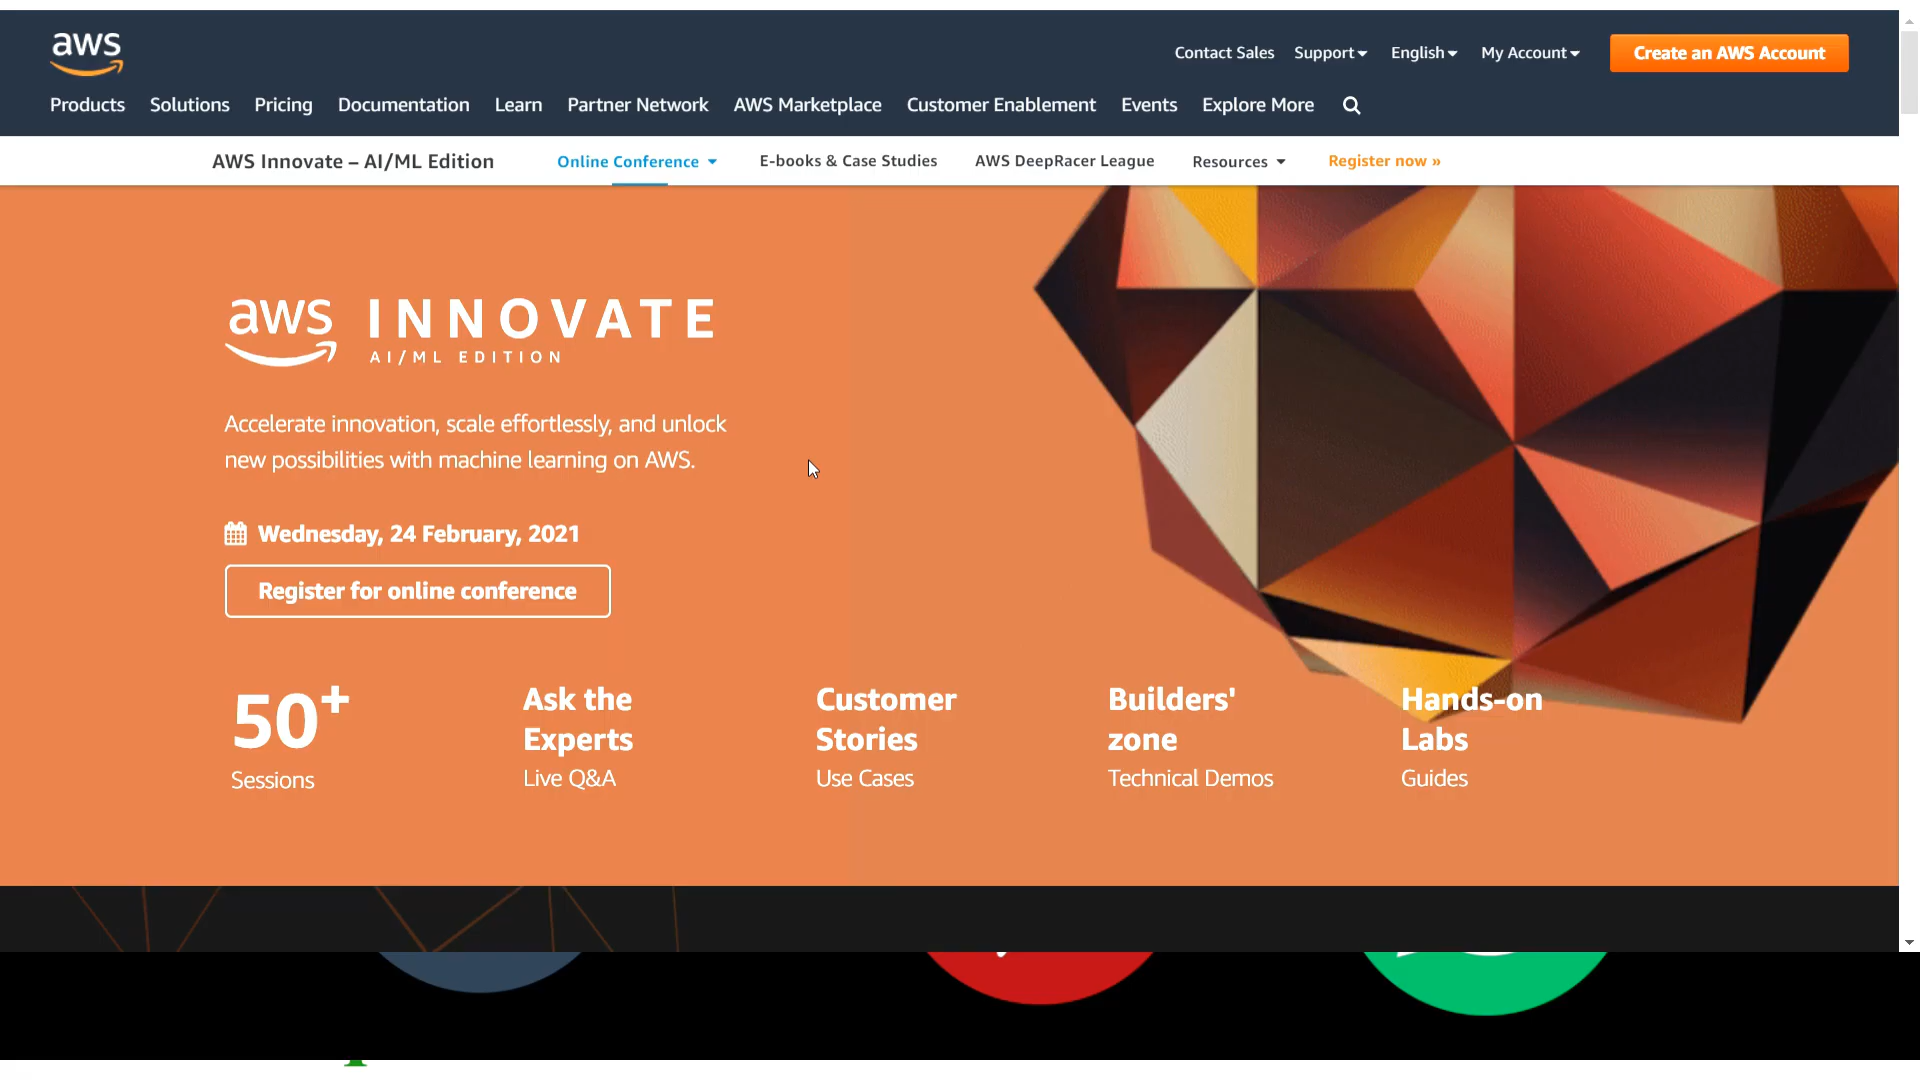 aws
Contact Sales Support English My Account Create an AWS Account
Products Solutions Pricing Documentation Learn Partner Network AWS Marketplace Customer Enablement Events Explore More
AWS Innovate – AI/ML Edition Online Conference E-books & Case Studies AWS DeepRacer League Resources Register now »
aws INNOVATE
AI/ML EDITION
Accelerate innovation, scale effortlessly, and unlock
new possibilities with machine learning on AWS.
Wednesday, 24 February, 2021
Register for online conference
50+
Sessions
Ask the
Experts
Live Q&A
Customer
Stories
Use Cases
Builders'
zone
Technical Demos
Hands-on
Labs
Guides